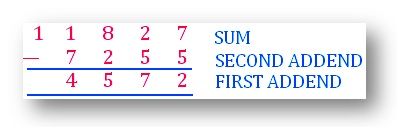 1 1 8 2 7 SUM
— 7 2 5 5 SECOND ADDEND
4 5 7 2 FIRST ADDEND